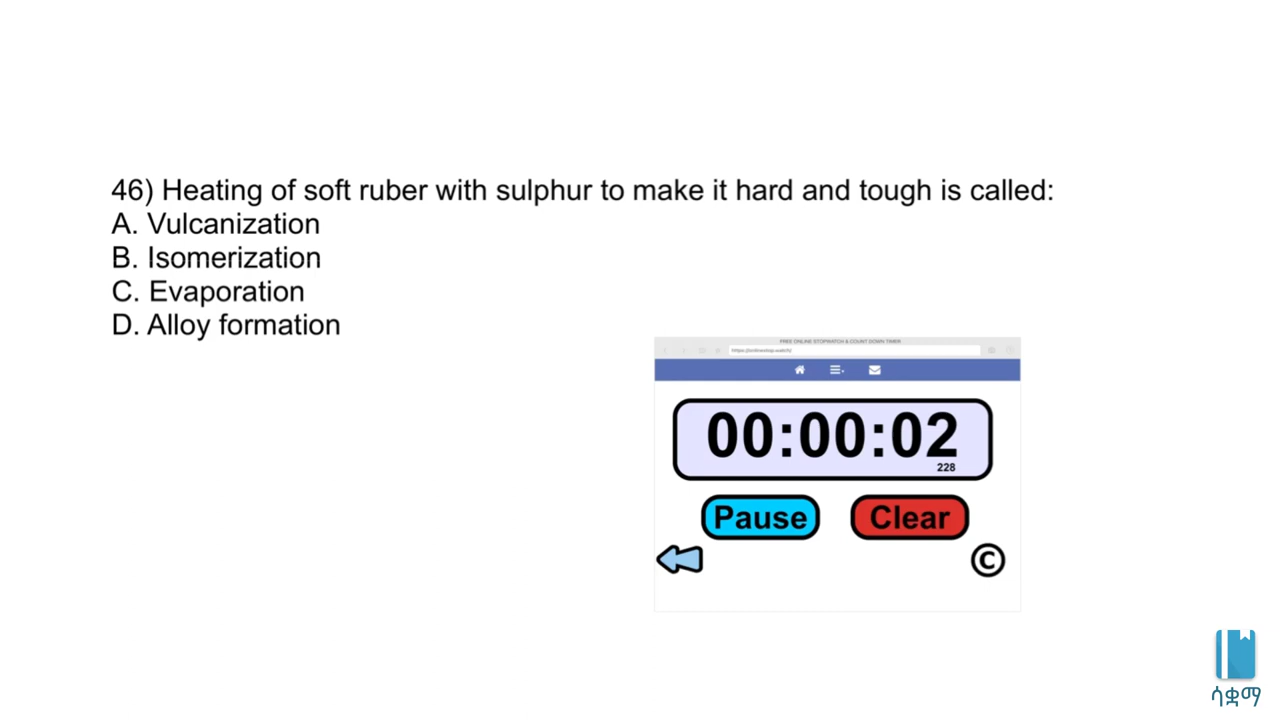 46) Heating of soft ruber with sulphur to make it hard and tough is called:
A. Vulcanization
B. Isomerization
C. Evaporation
D. Alloy formation
FREE ONLINE STOPWATCH & COUNT DOWN TIMER
00:00:02
228
Pause
Clear
©
ሳቋማ